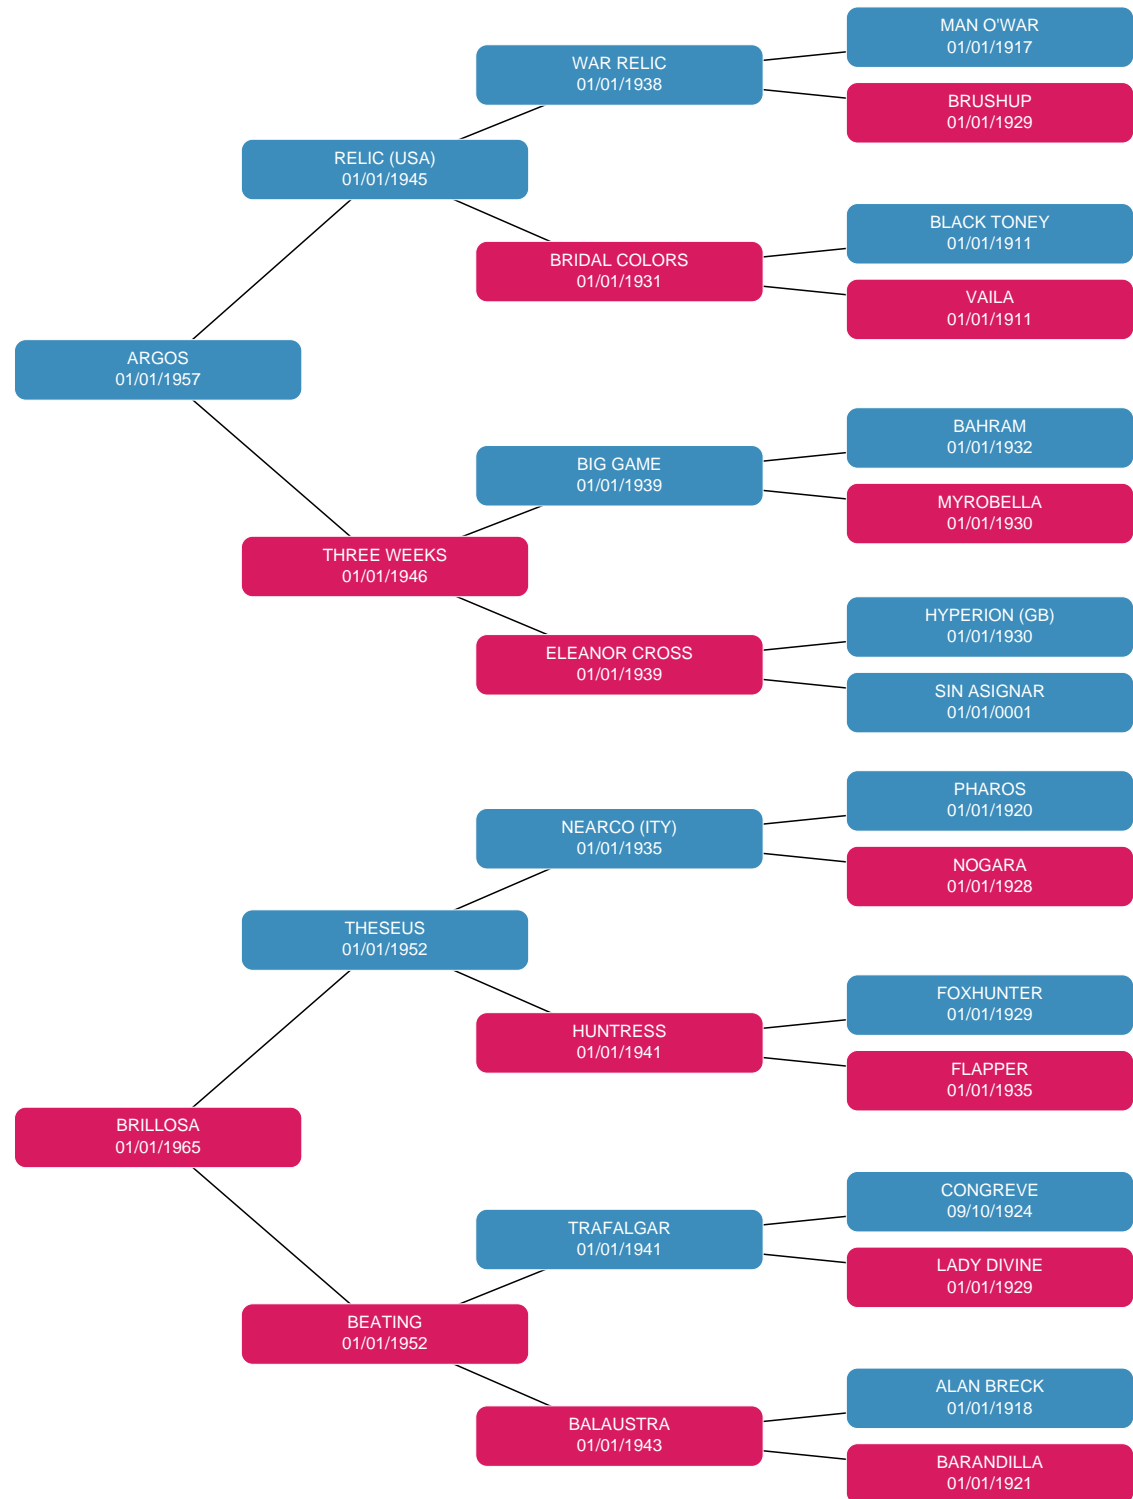 MAN O'WAR
01/01/1917
WAR RELIC
01/01/1938
BRUSHUP
01/01/1929
RELIC (USA)
01/01/1945
BLACK TONEY
01/01/1911
BRIDAL COLORS
01/01/1931
VAILA
01/01/1911
ARGOS
01/01/1957
BAHRAM
01/01/1932
BIG GAME
01/01/1939
MYROBELLA
01/01/1930
THREE WEEKS
01/01/1946
HYPERION (GB)
01/01/1930
ELEANOR CROSS
01/01/1939
SIN ASIGNAR
01/01/0001
PHAROS
01/01/1920
NEARCO (ITY)
01/01/1935
NOGARA
01/01/1928
THESEUS
01/01/1952
FOXHUNTER
01/01/1929
HUNTRESS
01/01/1941
FLAPPER
01/01/1935
BRILLOSA
01/01/1965
CONGREVE
09/10/1924
TRAFALGAR
01/01/1941
LADY DIVINE
01/01/1929
BEATING
01/01/1952
ALAN BRECK
01/01/1918
BALAUSTRA
01/01/1943
BARANDILLA
01/01/1921